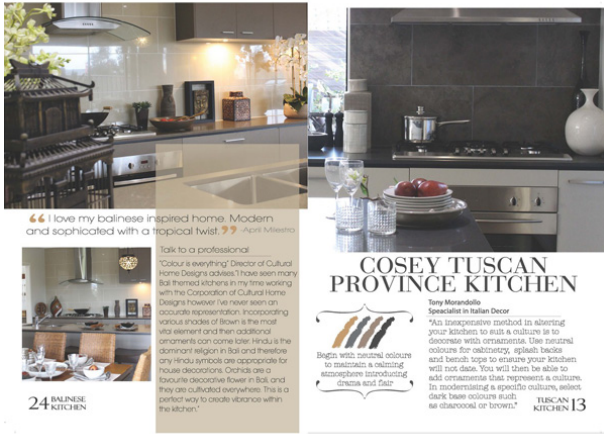 “ I love my balinese inspired home. Modern
and sophicated with a tropical twist. ” -April Milestro
Talk to a professional
"Colour is everything" Director of Cultural
Home Designs advises."I have seen many
Bali themed kitchens in my time working
with the Corporation of Cultural Home
Designs however I've never seen an
accurate representation. Incorporating
various shades of Brown is the most
vital element and then additional
ornaments can come later. Hindu is the
dominant religion in Bali and therefore
any Hindu symbols are appropriate for
house decorations. Orchids are a
favourite decorative flower in Bali, and
they are cultivated everywhere. This is a
perfect way to create vibrance within
the kitchen."
24 BALINESE
KITCHEN
COSEY TUSCAN
PROVINCE KITCHEN
Begin with neutral colours
to maintain a calming
atmosphere introducing
drama and flair
Tony Morandollo
Speacialist in Italian Decor
"An inexpensive method in altering
your kitchen to suit a culture is to
decorate with ornaments. Use neutral
colours for cabinetry, splash backs
and bench tops to ensure your kitchen
will not date. You will then be able to
add ornaments that represent a culture.
In modernising a specific culture, select
dark base colours such
as charocoal or brown."
TUSCAN
KITCHEN 13